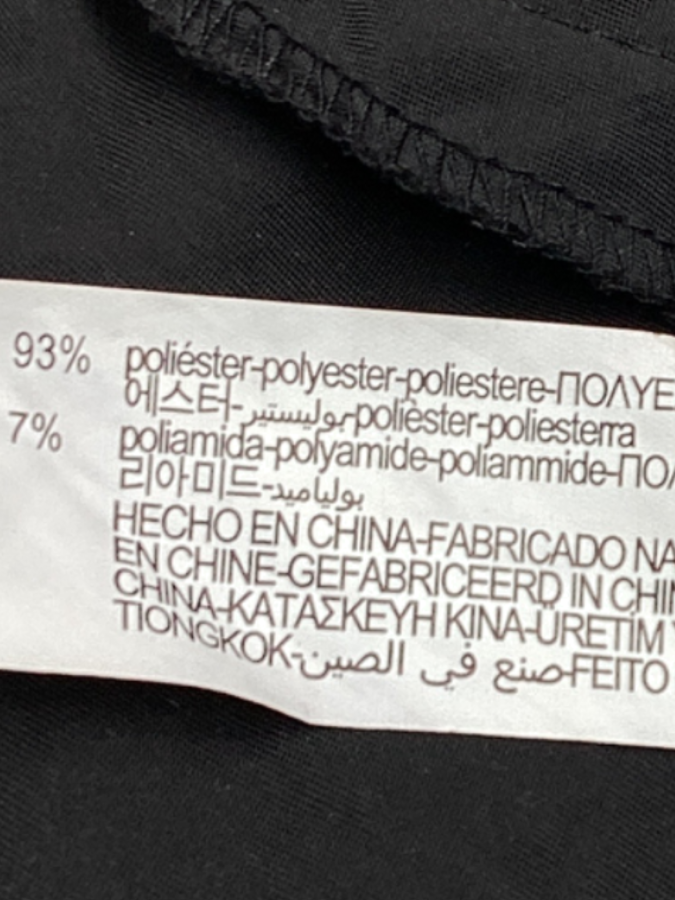 93% poliéster-polyester-poliestere-ΠΟΛΥΕ
에스터-بوليستير-polièster-poliesterra
7% poliamida-polyamide-poliammide-ΠΟΛ
리아미드-بولياميد
HECHO EN CHINA-FABRICADO NA
EN CHINE-GEFABRICEERD IN CHI
CHINA-ΚΑΤΑΣΚΕΥΗ ΚΙΝΑ-ÜRETİM
TIONGKOK-صنع في الصين-FEITO